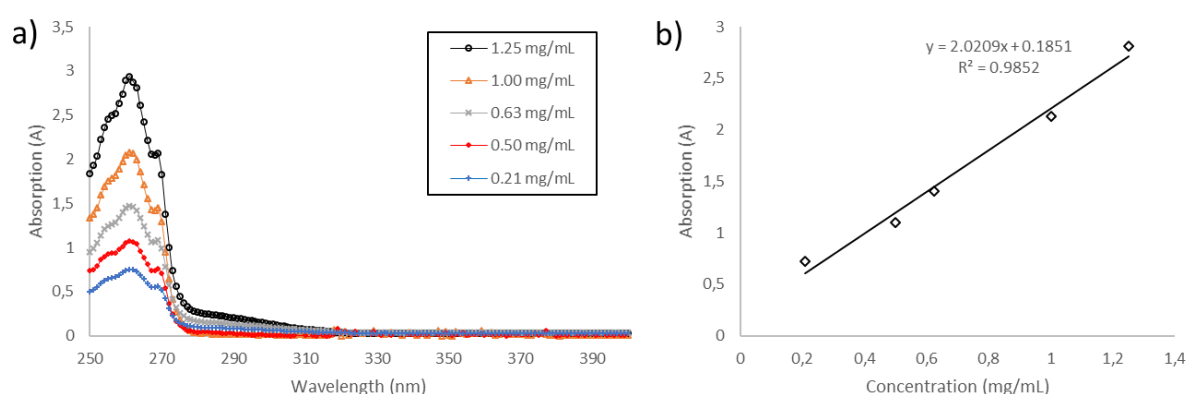 a)
Absorption (A)
3,5
3
2,5
2
1,5
1
0,5
0
250
270
290
310
330
350
370
390
Wavelength (nm)
1.25 mg/mL
1.00 mg/mL
0.63 mg/mL
0.50 mg/mL
0.21 mg/mL
b)
Absorption (A)
3
2,5
2
1,5
1
0,5
0
y = 2.0209x + 0.1851
R² = 0.9852
0
0,2
0,4
0,6
0,8
1
1,2
1,4
Concentration (mg/mL)